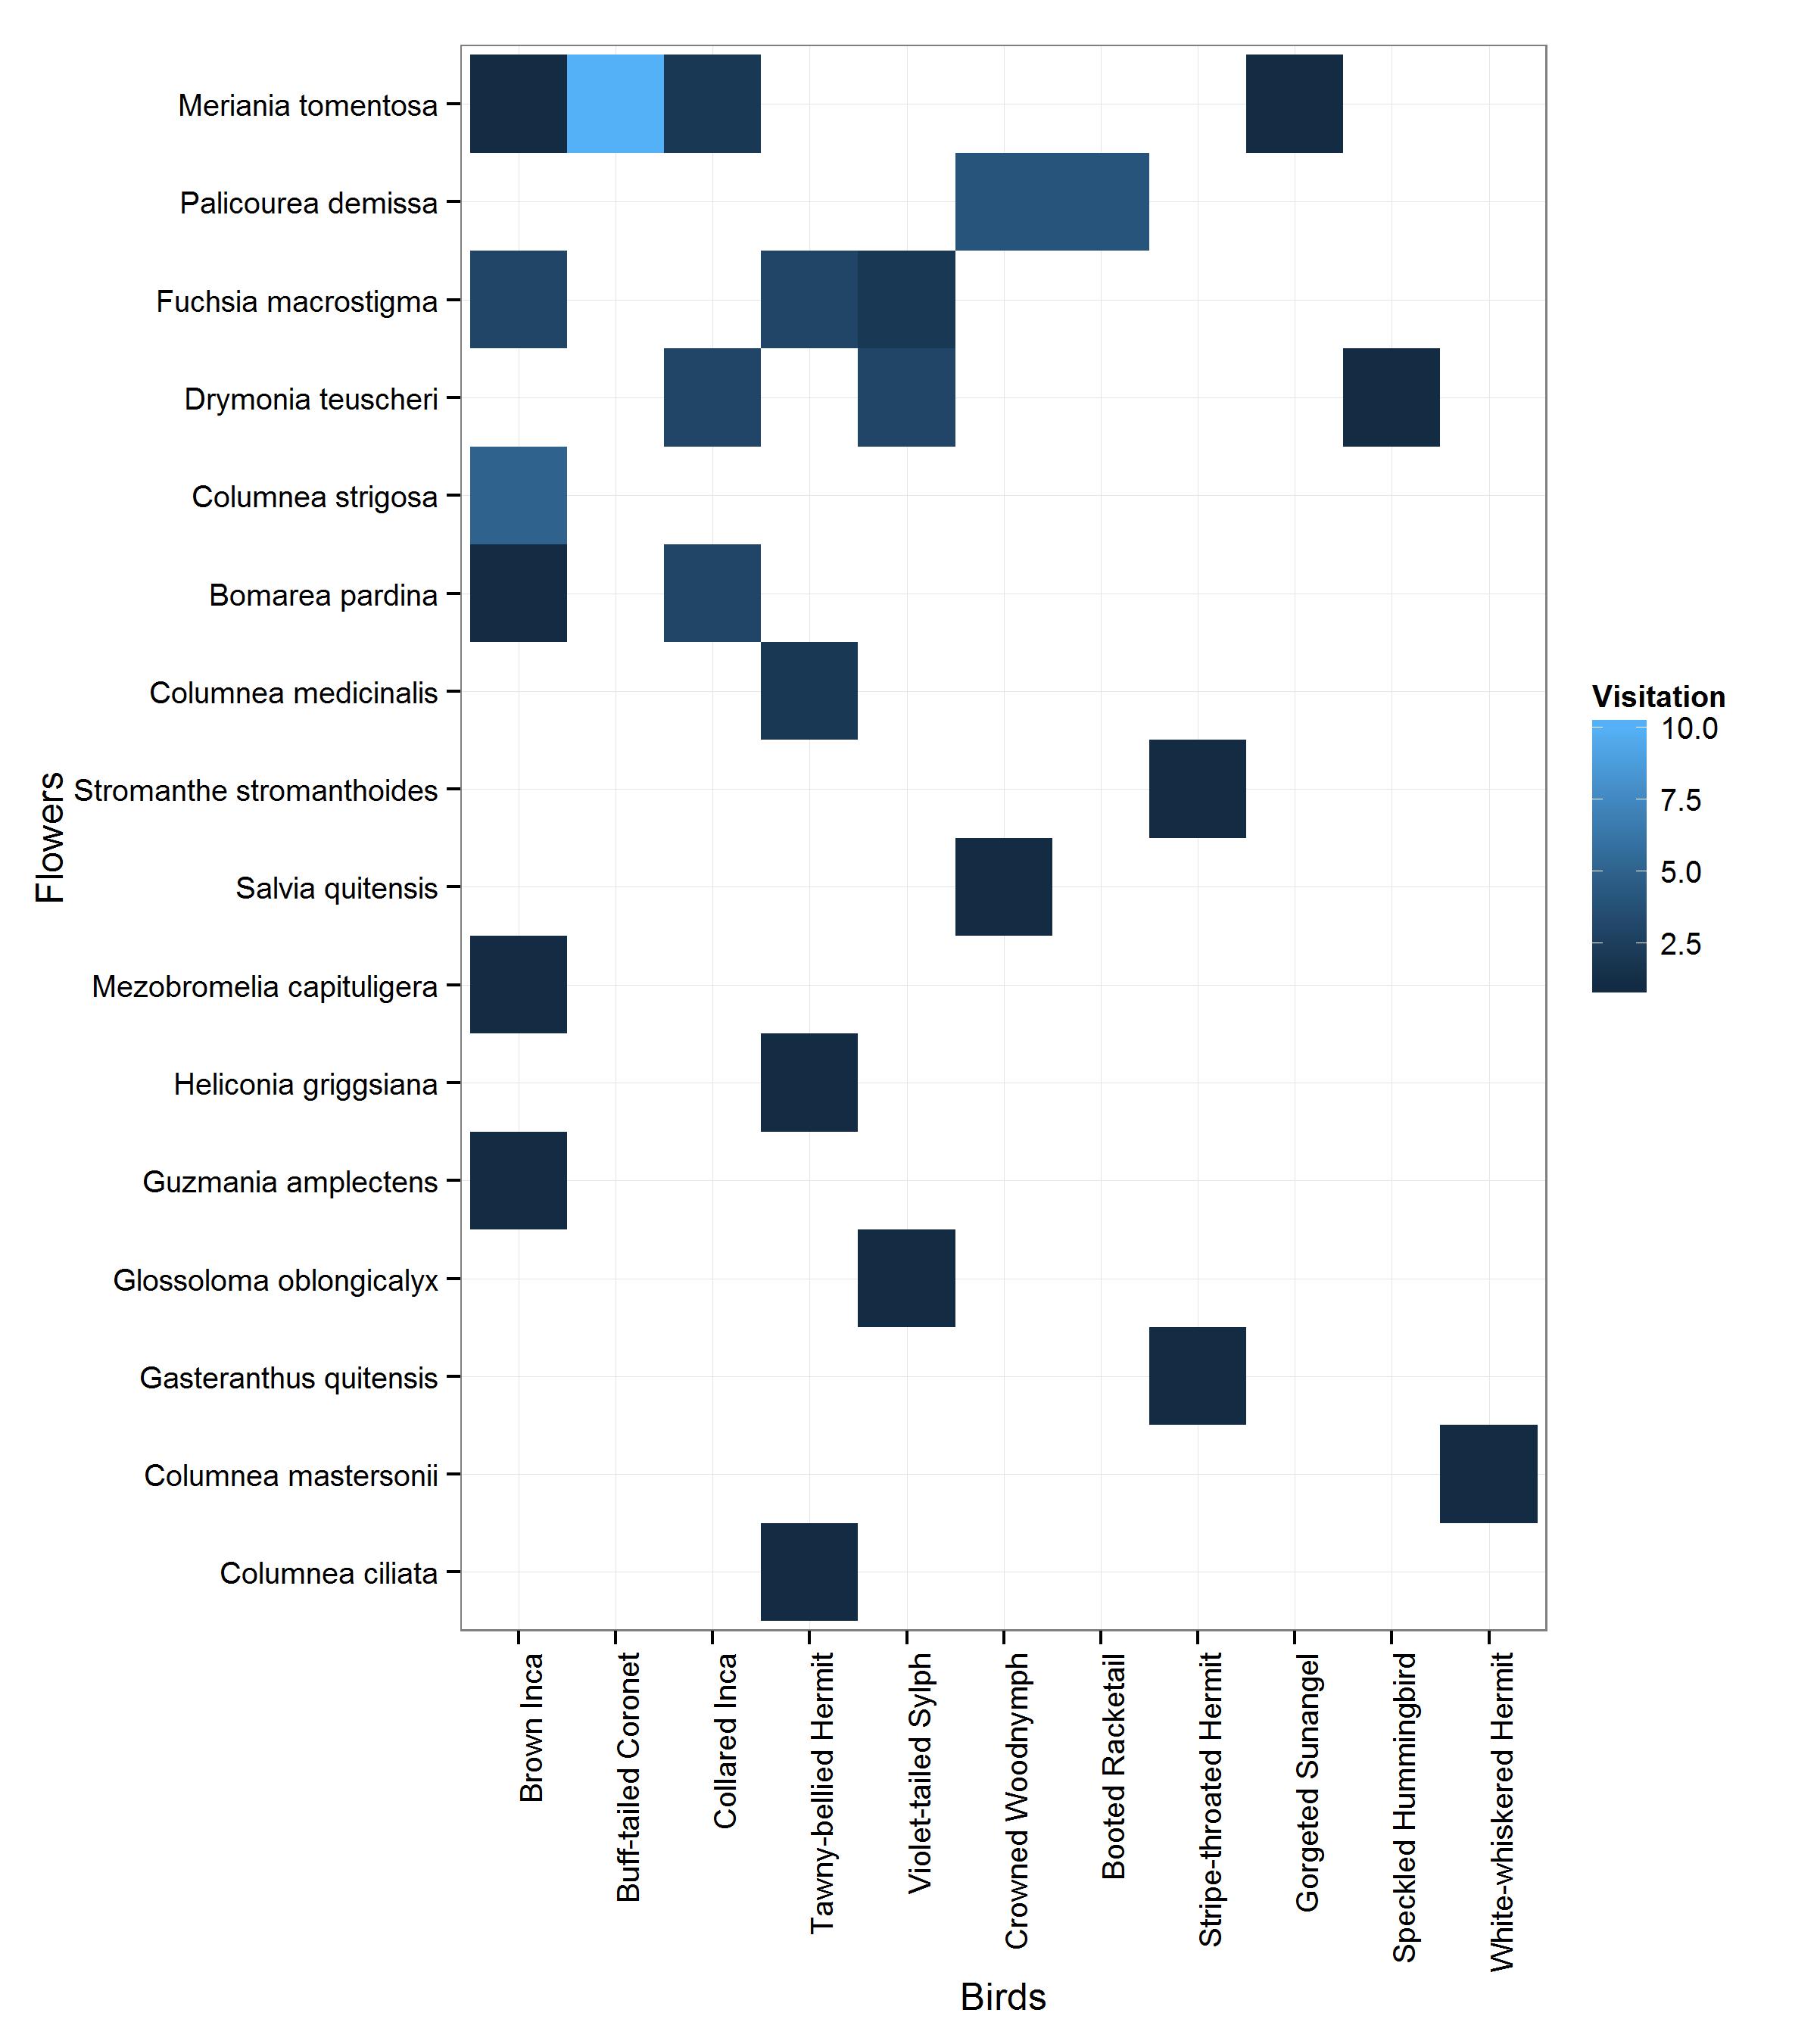 Meriania tomentosa
Palicourea demissa
Fuchsia macrostigma
Drymonia teuscheri
Columnea strigosa
Bomarea pardina
Columnea medicinalis
Stromanthe stromanthoides
Salvia quitensis
Mezobromelia capituligera
Heliconia griggsiana
Guzmania amplectens
Glossoloma oblongicalyx
Gasteranthus quitensis
Columnea mastersonii
Columnea ciliata
Flowers
Brown Inca
Buff-tailed Coronet
Collared Inca
Tawny-bellied Hermit
Violet-tailed Sylph
Crowned Woodnymph
Booted Racketail
Stripe-throated Hermit
Gorgeted Sunangel
Speckled Hummingbird
White-whiskered Hermit
Birds
Visitation
10.0
7.5
5.0
2.5